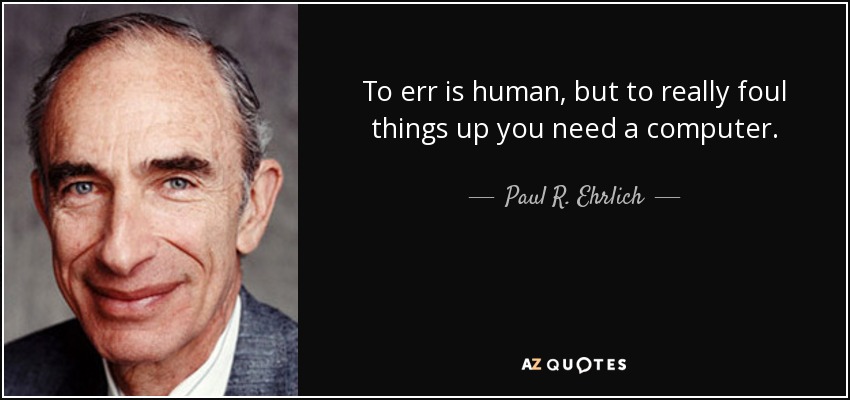 To err is human, but to really foul
things up you need a computer.
— Paul R. Ehrlich —
AZ QUOTES